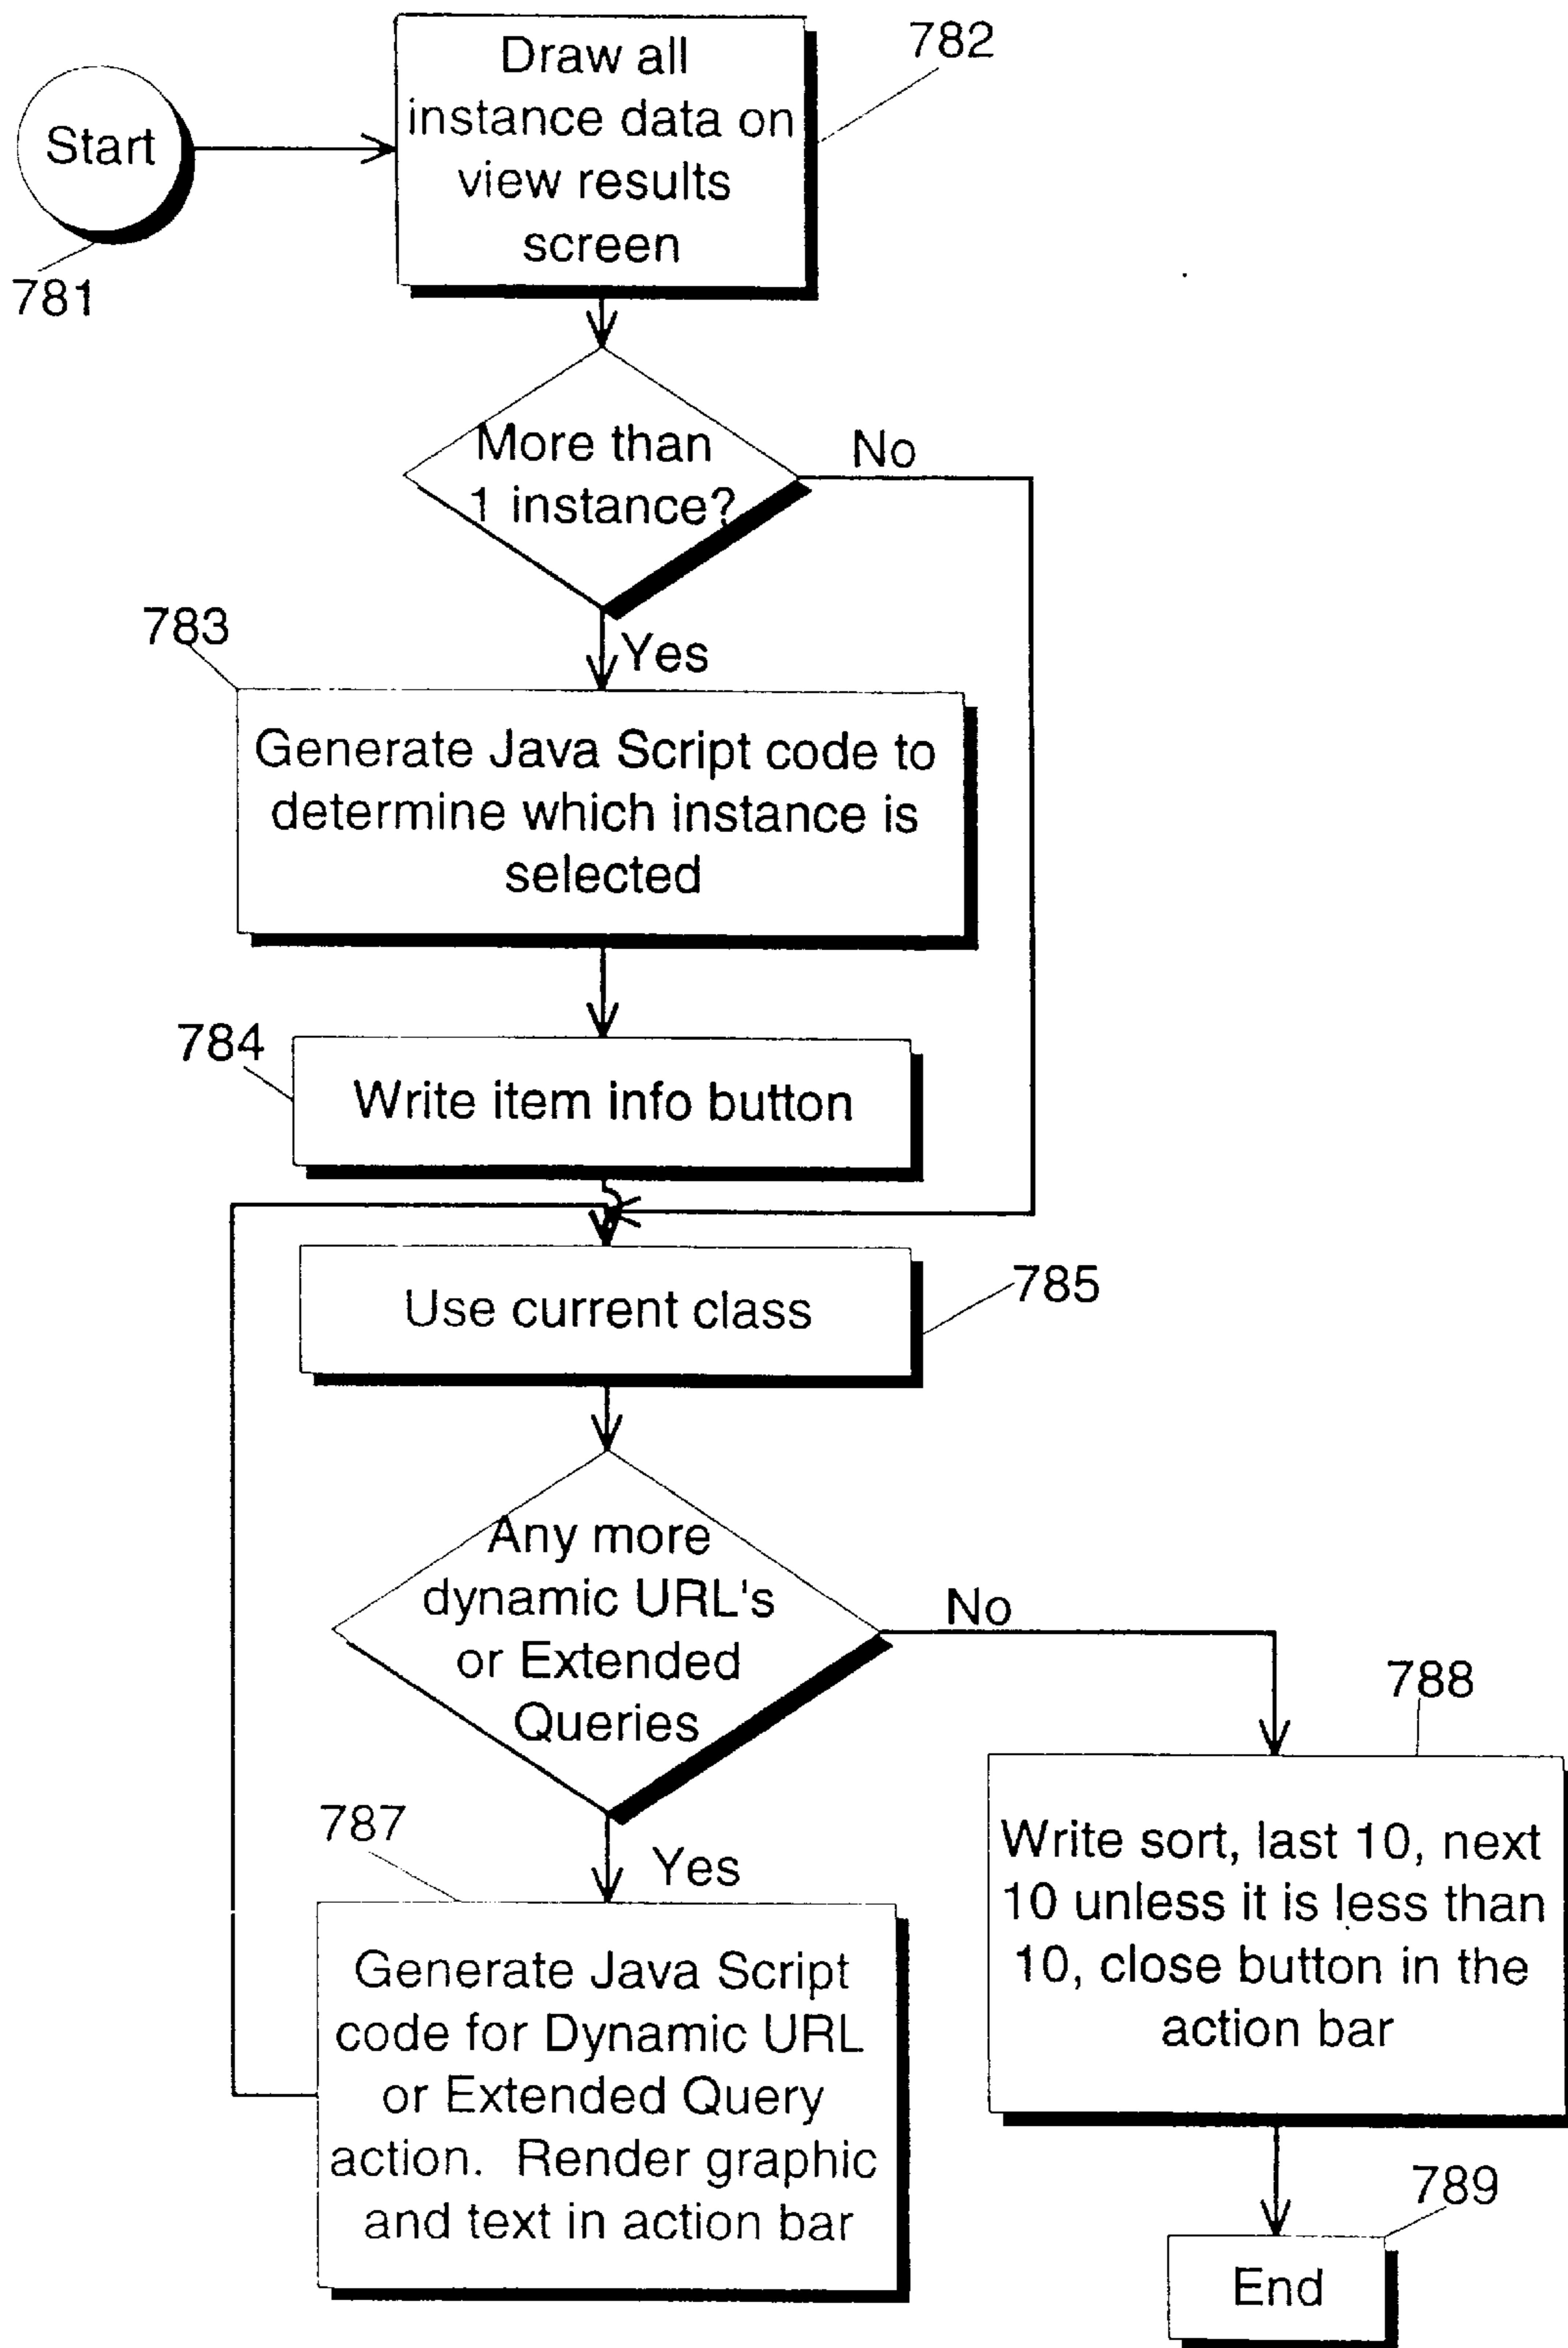 782
Draw all
instance data on
view results
screen
Start
781
More than
1 instance?
No
Yes
783
Generate Java Script code to
determine which instance is
selected
784
Write item info button
785
Use current class
Any more
dynamic URL's
or Extended
Queries
No
788
787
Yes
Write sort, last 10, next
10 unless it is less than
10, close button in the
action bar
Generate Java Script
code for Dynamic URL
or Extended Query
action. Render graphic
and text in action bar
789
End